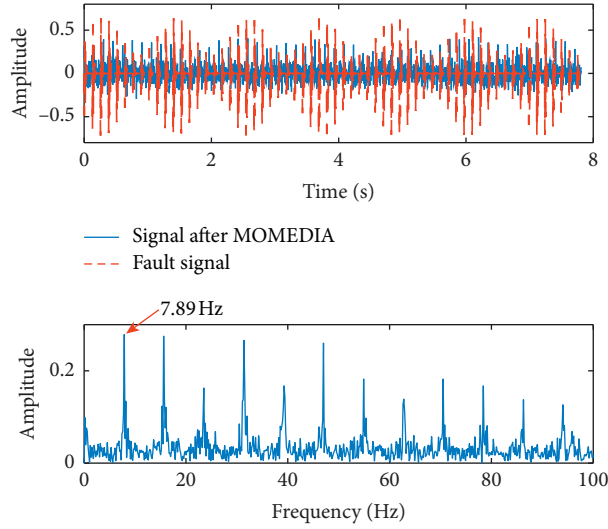 0.5
0
−0.5
Amplitude
0 2 4 6 8
Time (s)
Signal after MOMEDIA
Fault signal
7.89 Hz
0.2
0
Amplitude
0 20 40 60 80 100
Frequency (Hz)